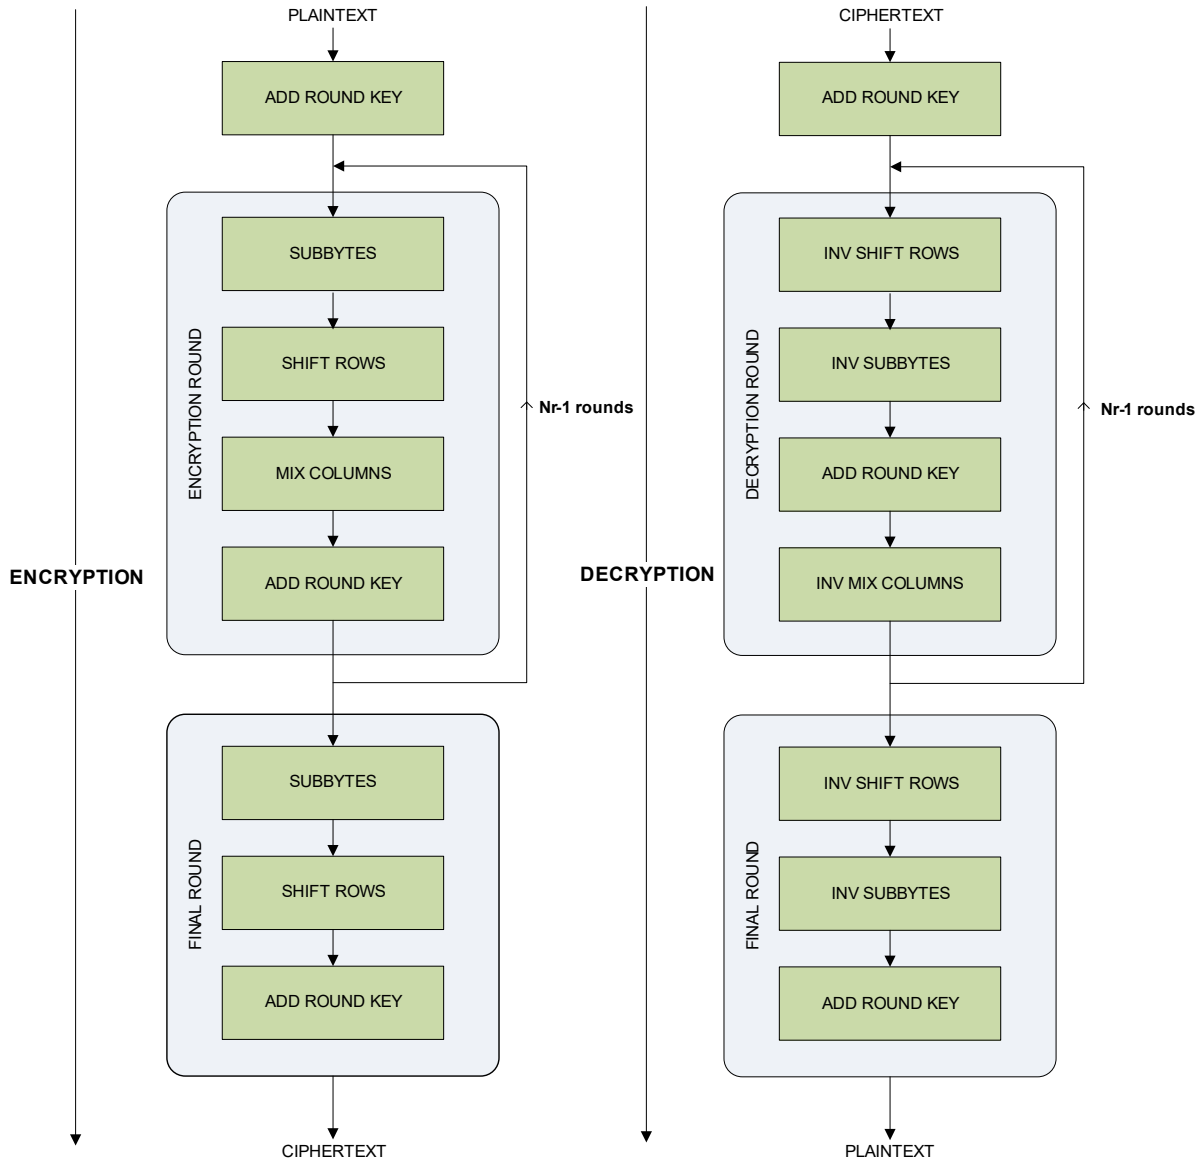 PLAINTEXT
ADD ROUND KEY
SUBBYTES
SHIFT ROWS
MIX COLUMNS
ADD ROUND KEY
ENCRYPTION ROUND
Nr-1 rounds
ENCRYPTION
SUBBYTES
SHIFT ROWS
ADD ROUND KEY
FINAL ROUND
CIPHERTEXT
CIPHERTEXT
ADD ROUND KEY
INV SHIFT ROWS
INV SUBBYTES
ADD ROUND KEY
INV MIX COLUMNS
DECRYPTION ROUND
Nr-1 rounds
DECRYPTION
INV SHIFT ROWS
INV SUBBYTES
ADD ROUND KEY
FINAL ROUND
PLAINTEXT